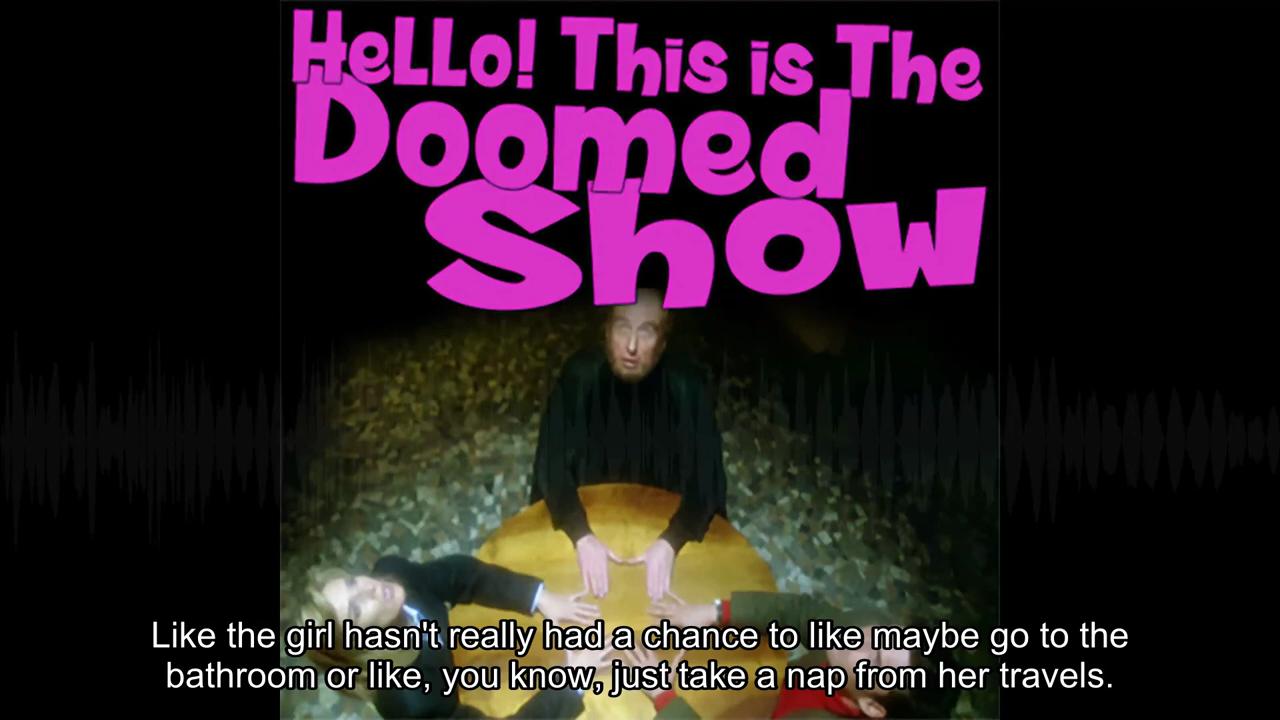 HeLLo! This is The
Doomed
Show
Like the girl hasn't really had a chance to like maybe go to the
bathroom or like, you know, just take a nap from her travels.